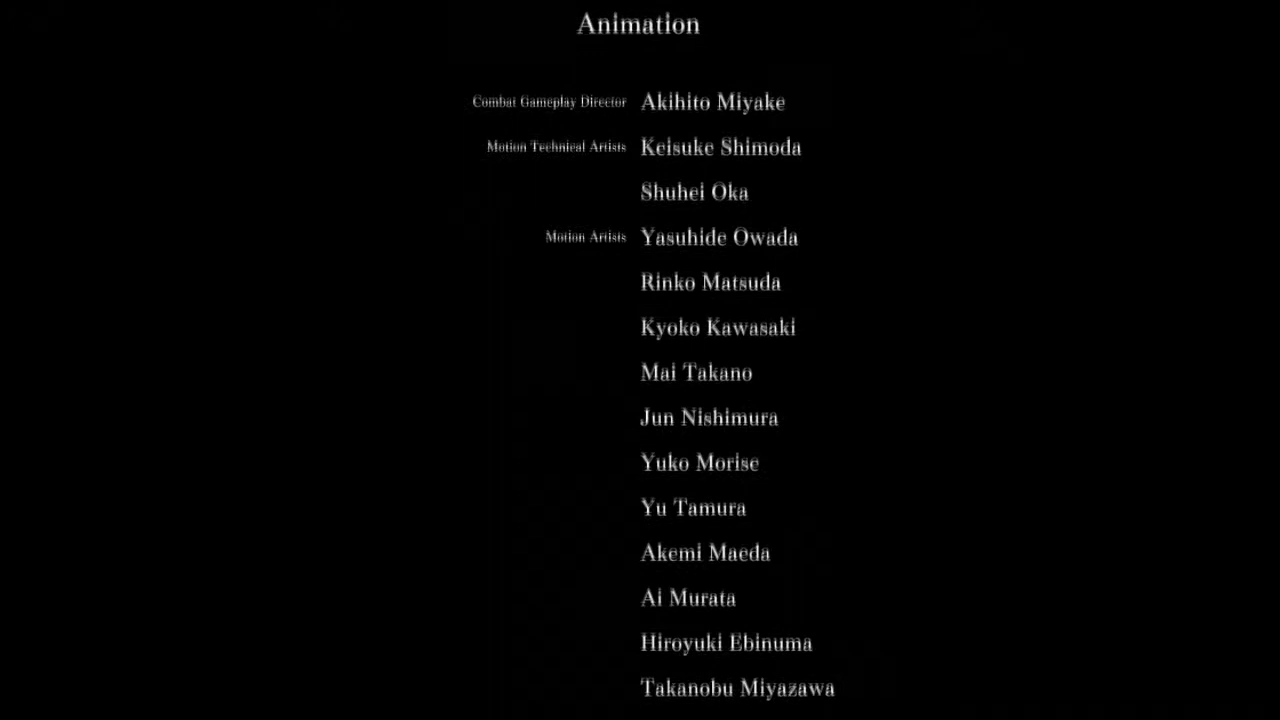 Animation
Combat Gameplay Director Akihito Miyake
Motion Technical Artists Keisuke Shimoda
Shuhei Oka
Motion Artists Yasuhide Owada
Rinko Matsuda
Kyoko Kawasaki
Mai Takano
Jun Nishimura
Yuko Morise
Yu Tamura
Akemi Maeda
Ai Murata
Hiroyuki Ebinuma
Takanobu Miyazawa